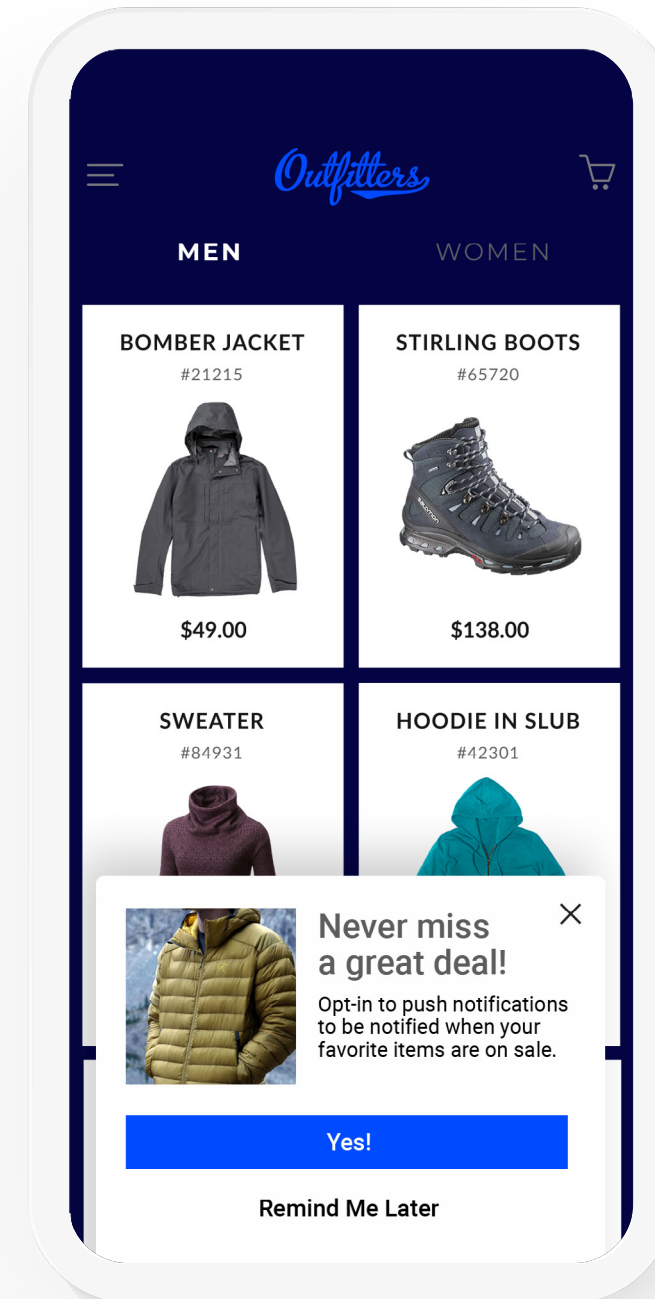 Outfitters
MEN
WOMEN
BOMBER JACKET
#21215
$49.00
STIRLING BOOTS
#65720
salomon
$138.00
SWEATER
#84931
HOODIE IN SLUB
#42301
Never miss
a great deal!
Opt-in to push notifications
to be notified when your
favorite items are on sale.
Yes!
Remind Me Later